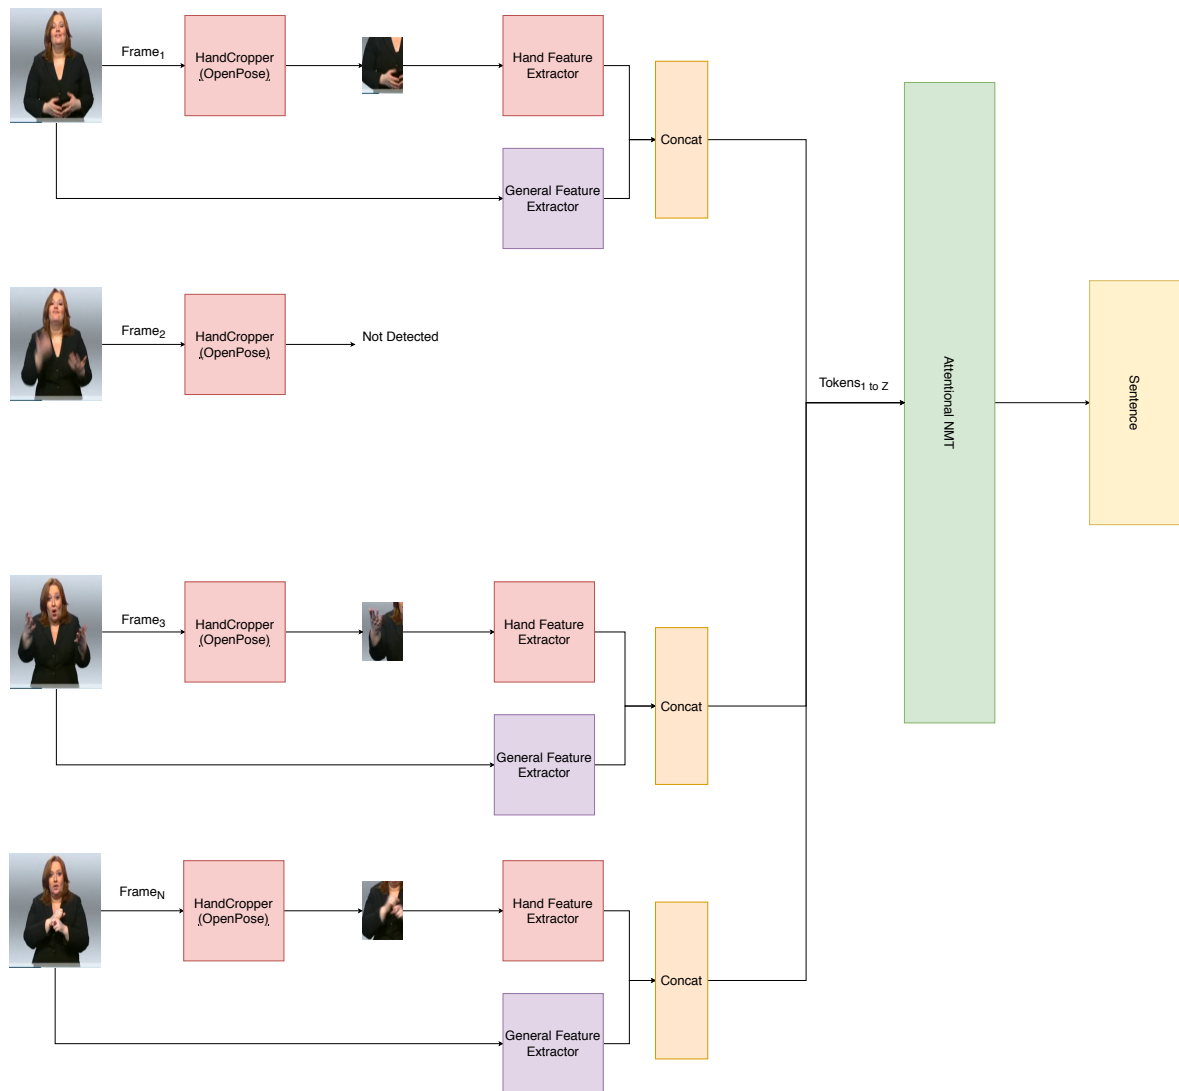 Frame1
HandCropper
(OpenPose)
Hand Feature
Extractor
Concat
General Feature
Extractor
Frame2
HandCropper
(OpenPose)
Not Detected
Tokens1 to Z
Attentional NMT
Sentence
Frame3
HandCropper
(OpenPose)
Hand Feature
Extractor
Concat
General Feature
Extractor
FrameN
HandCropper
(OpenPose)
Hand Feature
Extractor
Concat
General Feature
Extractor